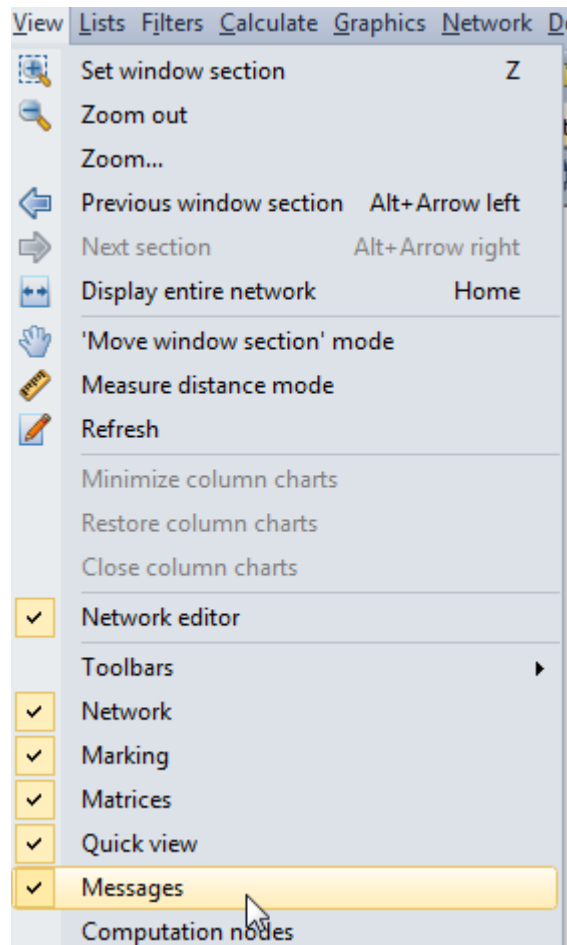 View Lists Filters Calculate Graphics Network
Set window section Z
Zoom out
Zoom...
Previous window section Alt+Arrow left
Next section Alt+Arrow right
Display entire network Home
'Move window section' mode
Measure distance mode
Refresh
Minimize column charts
Restore column charts
Close column charts
Network editor
Toolbars
Network
Marking
Matrices
Quick view
Messages
Computation nodes